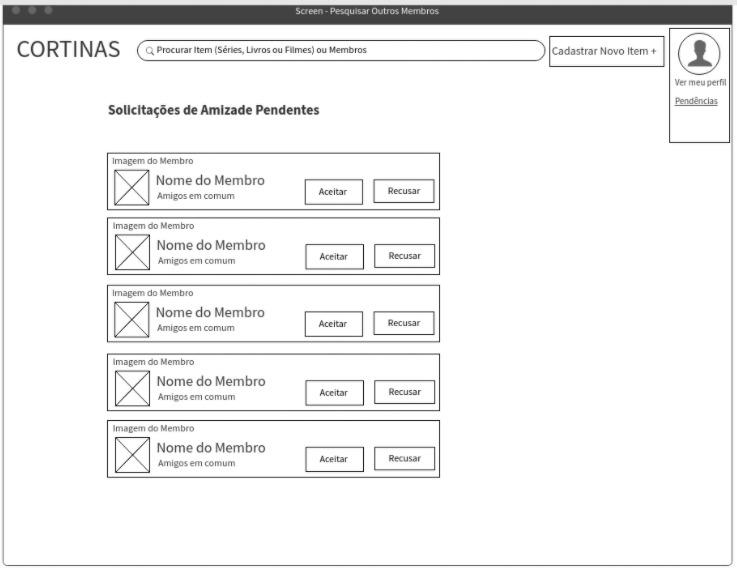 Screen - Pesquisar Outros Membros
CORTINAS
Procurar Item (Séries, Livros ou Filmes) ou Membros
Cadastrar Novo Item +
Ver meu perfil
Pendências
Solicitações de Amizade Pendentes
Imagem do Membro
Nome do Membro
Amigos em comum
Aceitar
Recusar
Imagem do Membro
Nome do Membro
Amigos em comum
Aceitar
Recusar
Imagem do Membro
Nome do Membro
Amigos em comum
Aceitar
Recusar
Imagem do Membro
Nome do Membro
Amigos em comum
Aceitar
Recusar
Imagem do Membro
Nome do Membro
Amigos em comum
Aceitar
Recusar